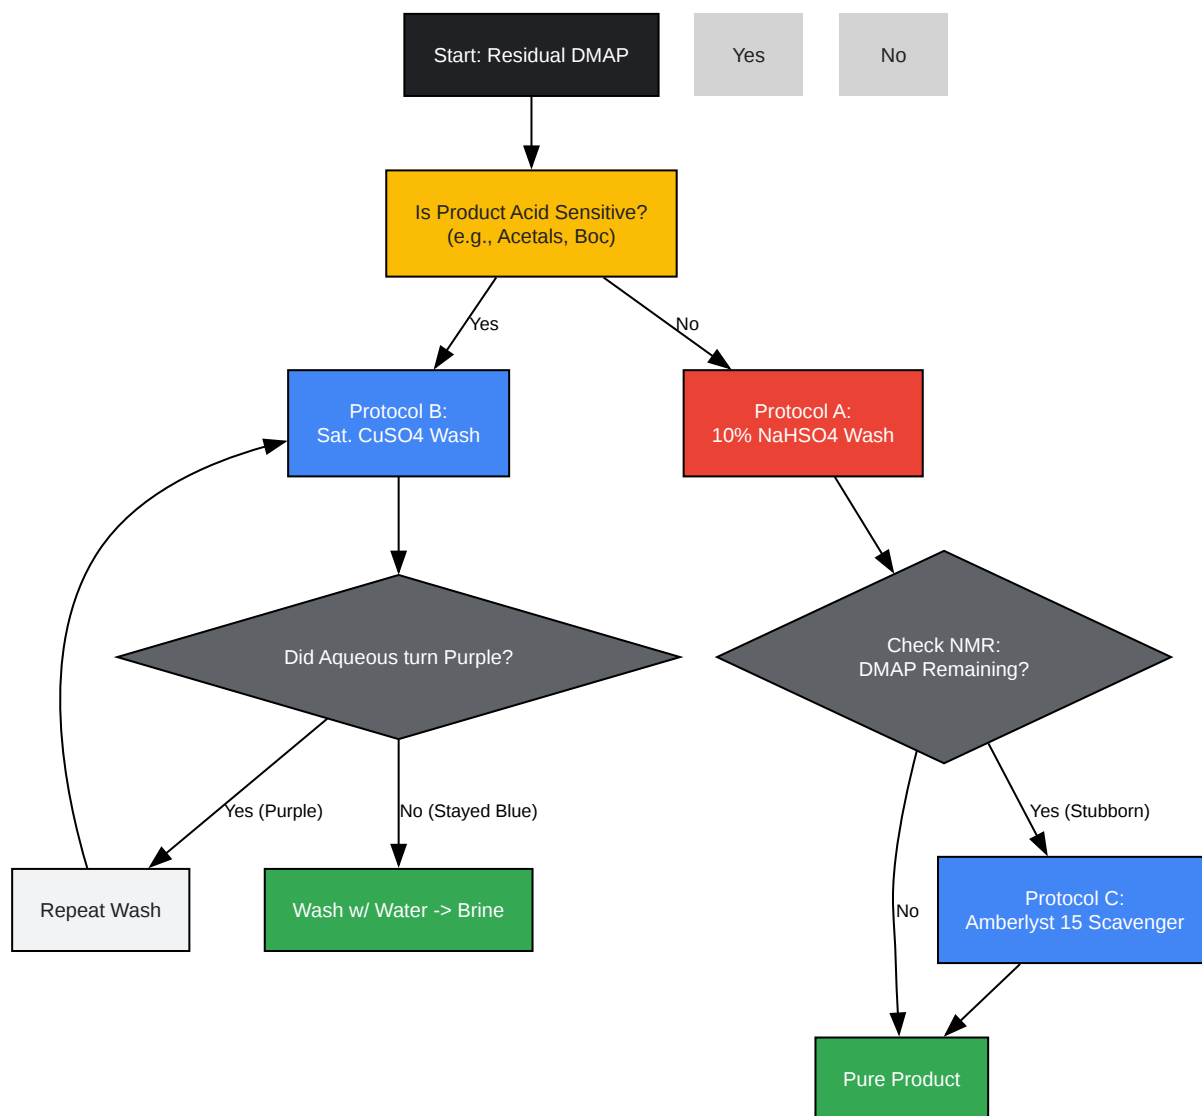 Start: Residual DMAP
Yes
No
Is Product Acid Sensitive?
(e.g., Acetals, Boc)
Yes
No
Protocol B:
Sat. CuSO4 Wash
Protocol A:
10% NaHSO4 Wash
Did Aqueous turn Purple?
Check NMR:
DMAP Remaining?
Yes (Purple)
No (Stayed Blue)
Yes (Stubborn)
Repeat Wash
Wash w/ Water -> Brine
No
Protocol C:
Amberlyst 15 Scavenger
Pure Product